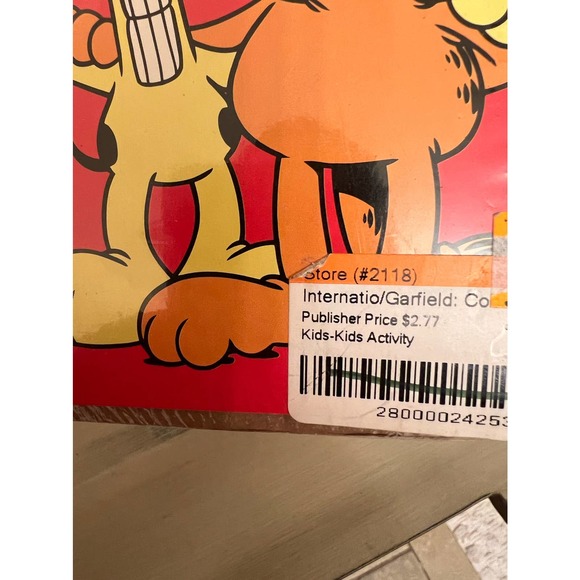 Store (#2118)
Internatio/Garfield: Co
Publisher Price $2.77
Kids-Kids Activity
28000024253